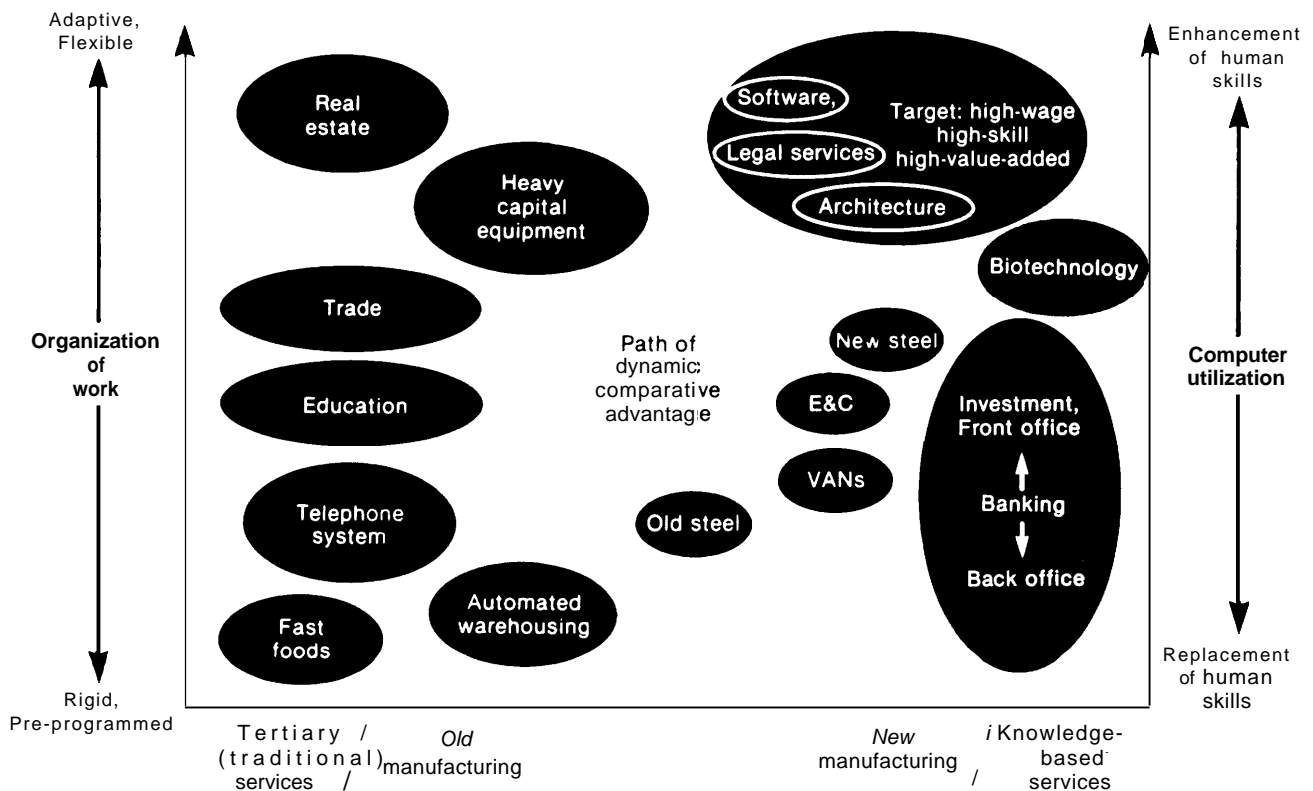 Adaptive,
Flexible
Organization
of
work
Rigid,
Pre-programmed
Real
estate
Heavy
capital
equipment
Trade
Education
Telephone
system
Fast
foods
Automated
warehousing
Path of
dynamic
comparative
advantage
Old steel
Software,
Legal services
Architecture
Target: high-wage
high-skill
high-value-added
Biotechnology
New steel
E&C
VANs
Investment,
Front office
Banking
Back office
Enhancement
of human
skills
Computer
utilization
Replacement
of human
skills
Tertiary /
(traditional)
services /
Old
manufacturing
New
manufacturing /
i Knowledge-
based
services